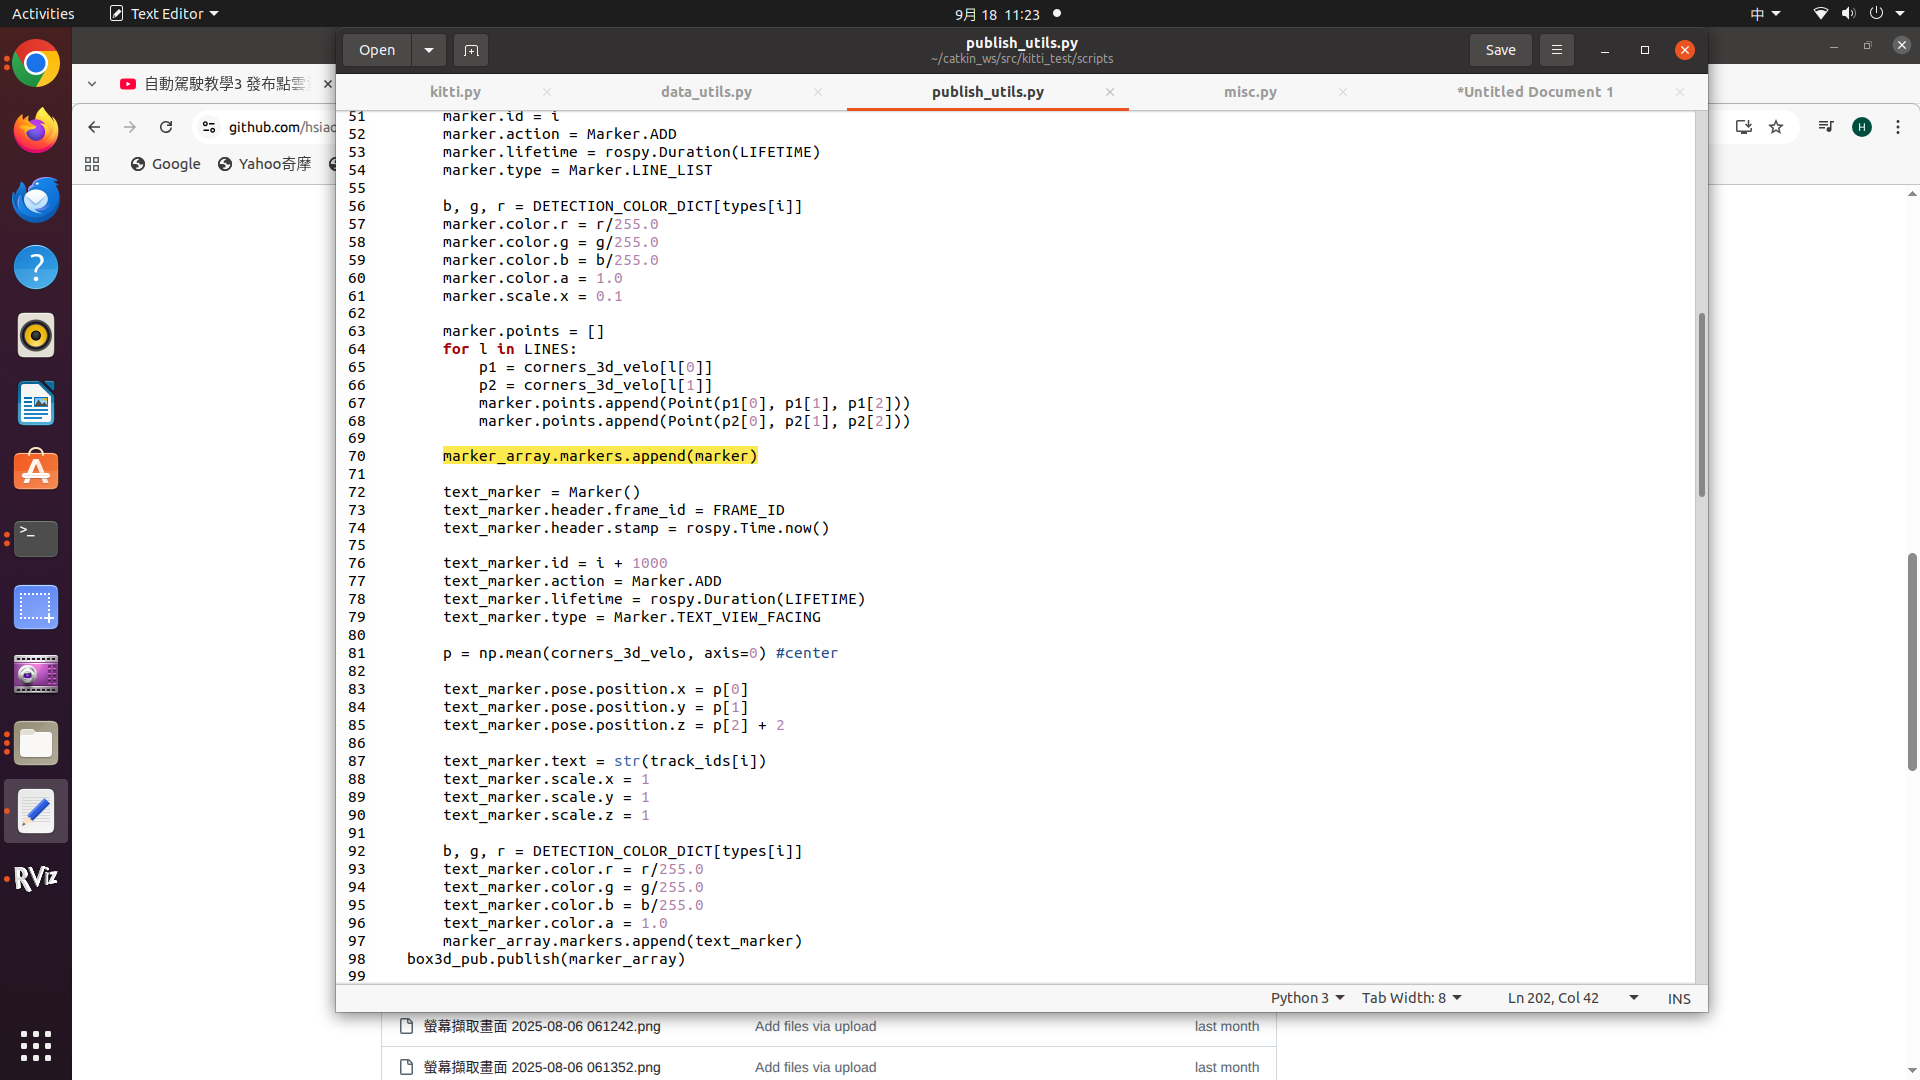 Activities
Text Editor
9月 18 11:23
中
Open
publish_utils.py
~/catkin_ws/src/kitti_test/scripts
Save
自動駕駛教學3 發布點雲
kitti.py
data_utils.py
publish_utils.py
misc.py
*Untitled Document 1
github.com/hsiao
H
Google
Yahoo奇摩
51 marker.id = i
52 marker.action = Marker.ADD
53 marker.lifetime = rospy.Duration(LIFETIME)
54 marker.type = Marker.LINE_LIST
55
56 b, g, r = DETECTION_COLOR_DICT[types[i]]
57 marker.color.r = r/255.0
58 marker.color.g = g/255.0
59 marker.color.b = b/255.0
60 marker.color.a = 1.0
61 marker.scale.x = 0.1
62
63 marker.points = []
64 for l in LINES:
65 p1 = corners_3d_velo[l[0]]
66 p2 = corners_3d_velo[l[1]]
67 marker.points.append(Point(p1[0], p1[1], p1[2]))
68 marker.points.append(Point(p2[0], p2[1], p2[2]))
69
70 marker_array.markers.append(marker)
71
72 text_marker = Marker()
73 text_marker.header.frame_id = FRAME_ID
74 text_marker.header.stamp = rospy.Time.now()
75
76 text_marker.id = i + 1000
77 text_marker.action = Marker.ADD
78 text_marker.lifetime = rospy.Duration(LIFETIME)
79 text_marker.type = Marker.TEXT_VIEW_FACING
80
81 p = np.mean(corners_3d_velo, axis=0) #center
82
83 text_marker.pose.position.x = p[0]
84 text_marker.pose.position.y = p[1]
85 text_marker.pose.position.z = p[2] + 2
86
87 text_marker.text = str(track_ids[i])
88 text_marker.scale.x = 1
89 text_marker.scale.y = 1
90 text_marker.scale.z = 1
91
92 b, g, r = DETECTION_COLOR_DICT[types[i]]
93 text_marker.color.r = r/255.0
94 text_marker.color.g = g/255.0
95 text_marker.color.b = b/255.0
96 text_marker.color.a = 1.0
97 marker_array.markers.append(text_marker)
98 box3d_pub.publish(marker_array)
99
RViz
Python 3
Tab Width: 8
Ln 202, Col 42
INS
螢幕擷取畫面 2025-08-06 061242.png
Add files via upload
last month
螢幕擷取畫面 2025-08-06 061352.png
Add files via upload
last month